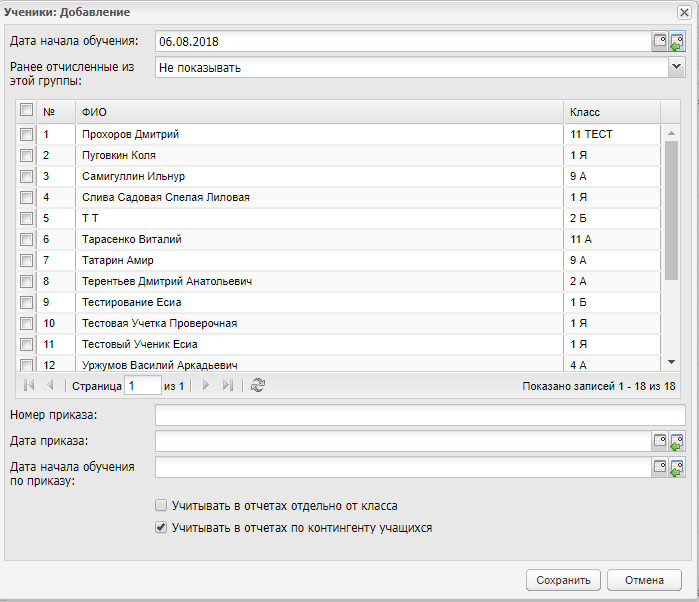 Ученики: Добавление
Дата начала обучения: 06.08.2018
Ранее отчисленные из
этой группы:
Не показывать
№ ФИО Класс
1 Прохоров Дмитрий 11 ТЕСТ
2 Пуговкин Коля 1 Я
3 Самигуллин Ильнур 9 А
4 Слива Садовая Спелая Лиловая 1 Я
5 Т Т 2 Б
6 Тарасенко Виталий 11 А
7 Татарин Амир 9 А
8 Терентьев Дмитрий Анатольевич 2 А
9 Тестирование Есиа 1 Б
10 Тестовая Учетка Проверочная 1 Я
11 Тестовый Ученик Есиа 1 Я
12 Уржумов Василий Аркадьевич 4 А
Страница 1 из 1 Показано записей 1 - 18 из 18
Номер приказа:
Дата приказа:
Дата начала обучения
по приказу:
Учитывать в отчетах отдельно от класса
Учитывать в отчетах по контингенту учащихся
Сохранить Отмена